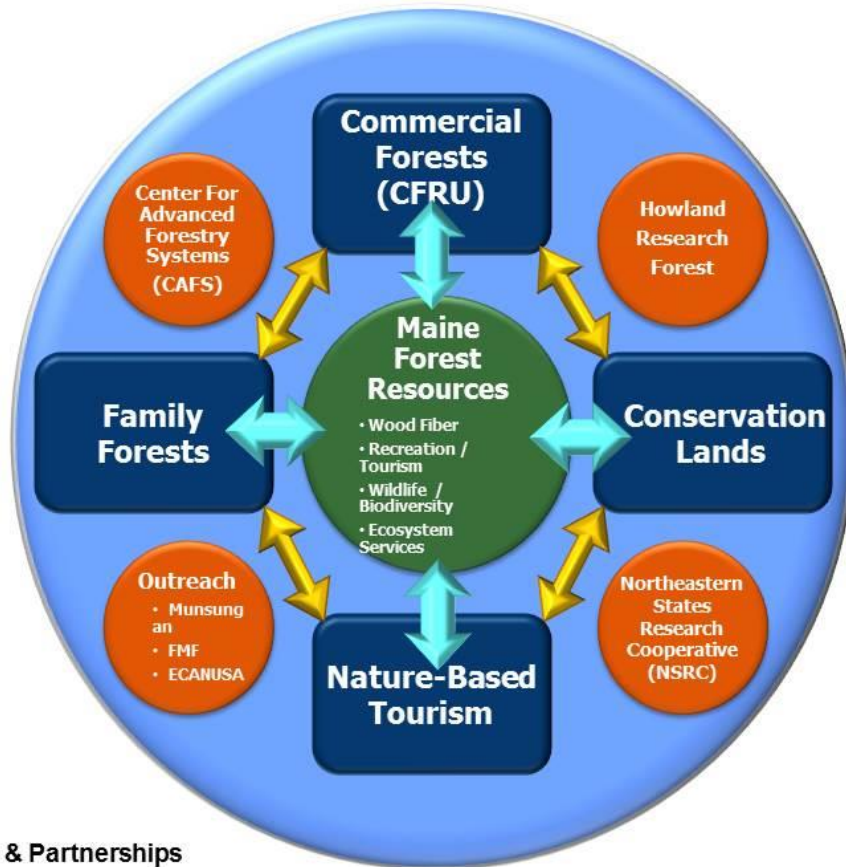 Commercial
Forests
(CFRU)
Center For
Advanced
Forestry
Systems
(CAFS)
Howland
Research
Forest
Maine
Forest
Resources
• Wood Fiber
• Recreation /
Tourism
• Wildlife /
Biodiversity
• Ecosystem
Services
Family
Forests
Conservation
Lands
Outreach
• Munsung
an
• FMF
• ECANUSA
Northeastern
States
Research
Cooperative
(NSRC)
Nature-Based
Tourism
& Partnerships